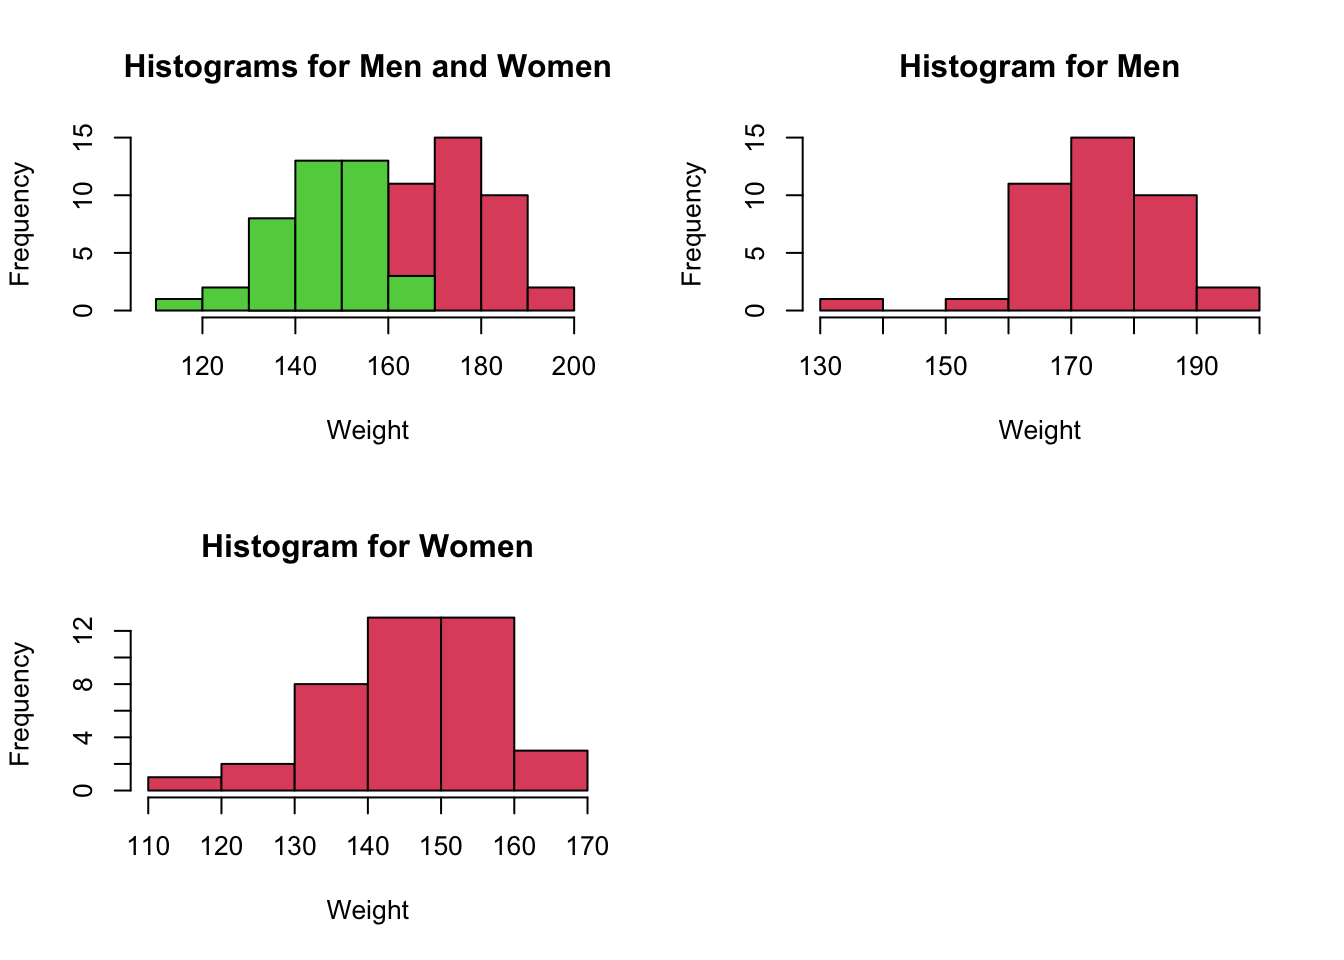 Histograms for Men and Women
Frequency
15
10
5
0
120 140 160 180 200
Weight
Histogram for Men
Frequency
15
10
5
0
130 150 170 190
Weight
Histogram for Women
Frequency
12
8
4
0
110 120 130 140 150 160 170
Weight